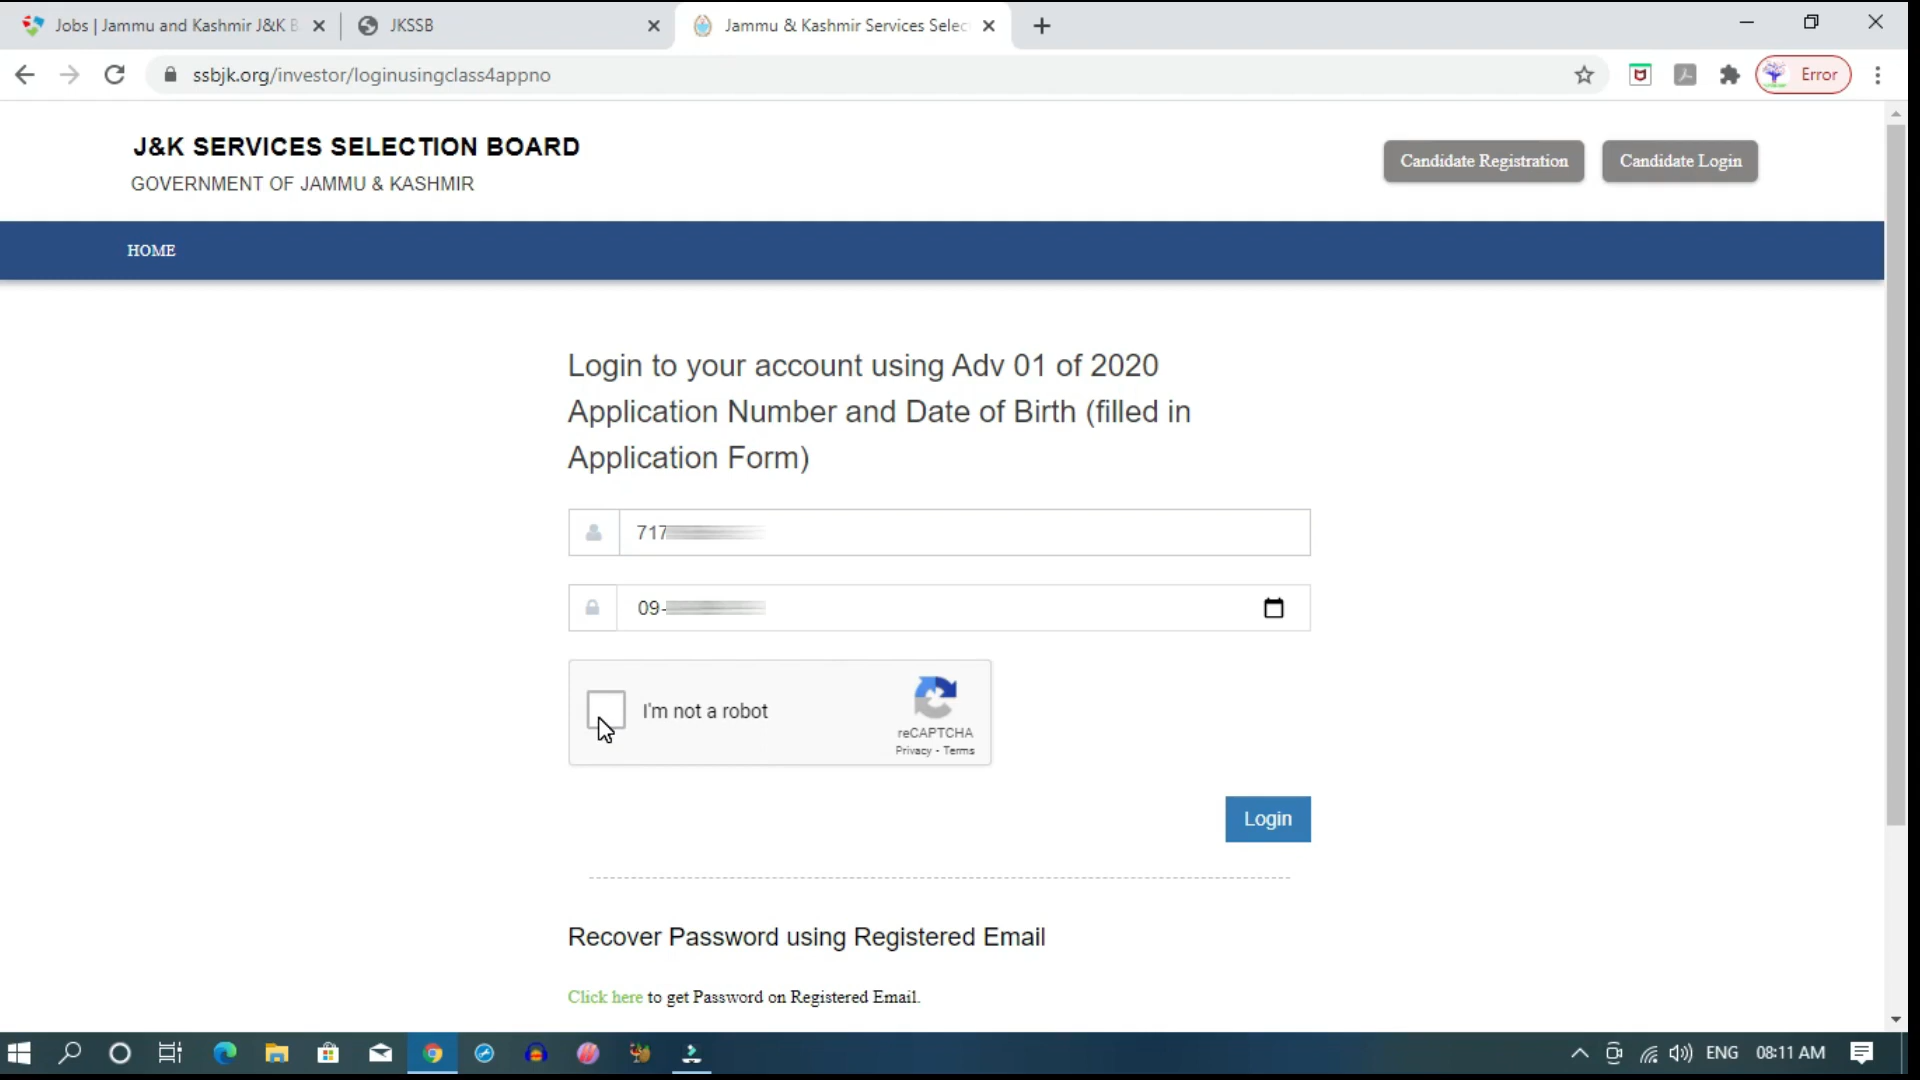 Jobs | Jammu and Kashmir J&K B
JKSSB
Jammu & Kashmir Services Selec
ssbjk.org/investor/loginusingclass4appno
Error
J&K SERVICES SELECTION BOARD
GOVERNMENT OF JAMMU & KASHMIR
Candidate Registration
Candidate Login
HOME
Login to your account using Adv 01 of 2020
Application Number and Date of Birth (filled in
Application Form)
717
09-
I'm not a robot
reCAPTCHA
Privacy - Terms
Login
Recover Password using Registered Email
Click here to get Password on Registered Email.
ENG
08:11 AM